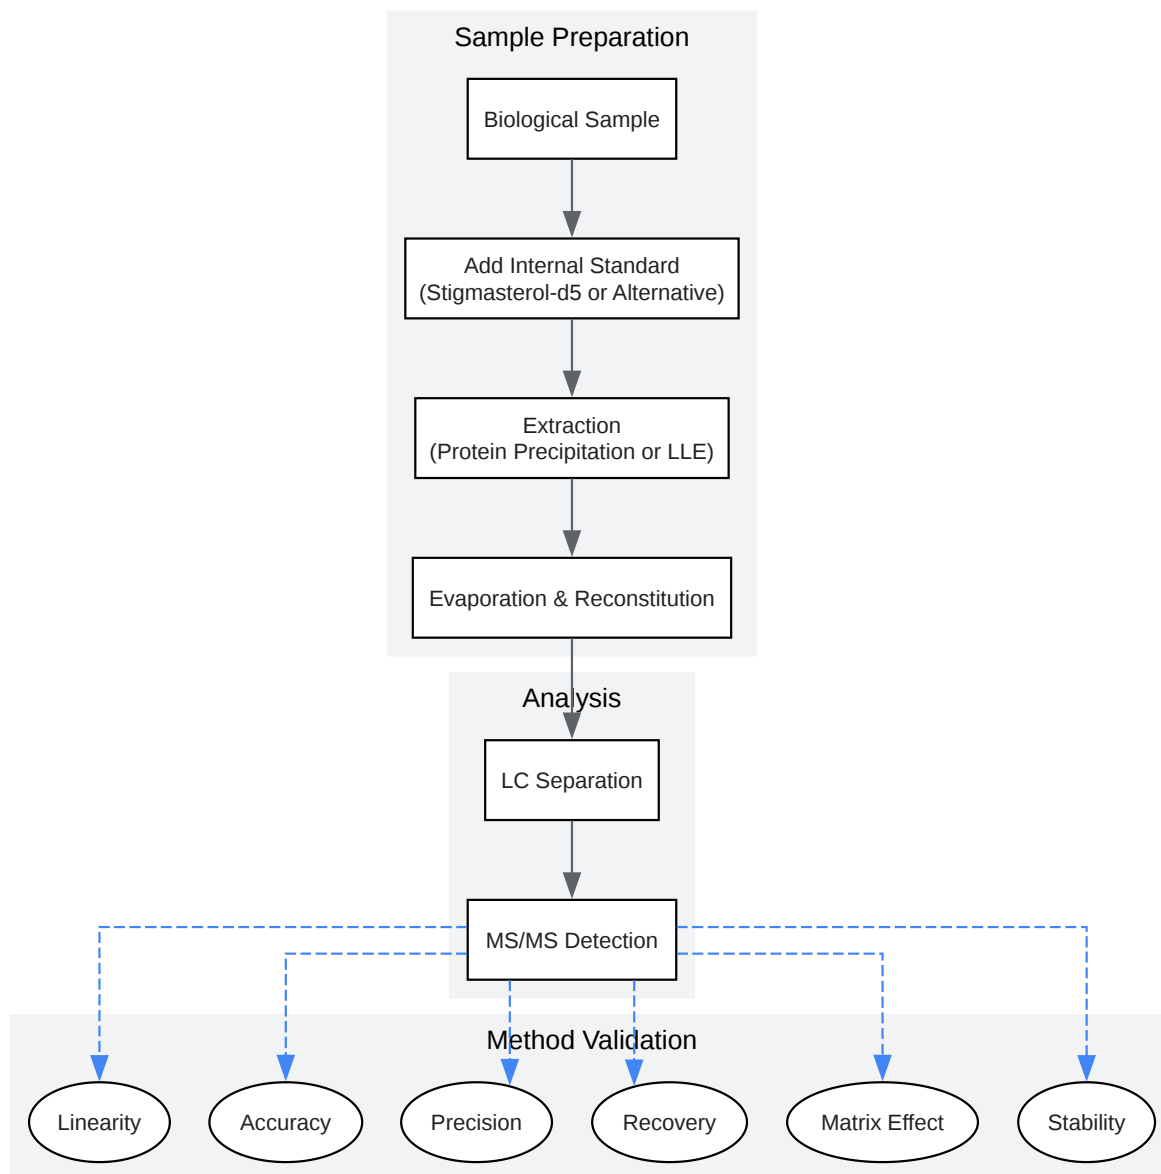 Sample Preparation
Biological Sample
Add Internal Standard
(Stigmasterol-d5 or Alternative)
Extraction
(Protein Precipitation or LLE)
Evaporation & Reconstitution
Analysis
LC Separation
MS/MS Detection
Method Validation
Linearity
Accuracy
Precision
Recovery
Matrix Effect
Stability